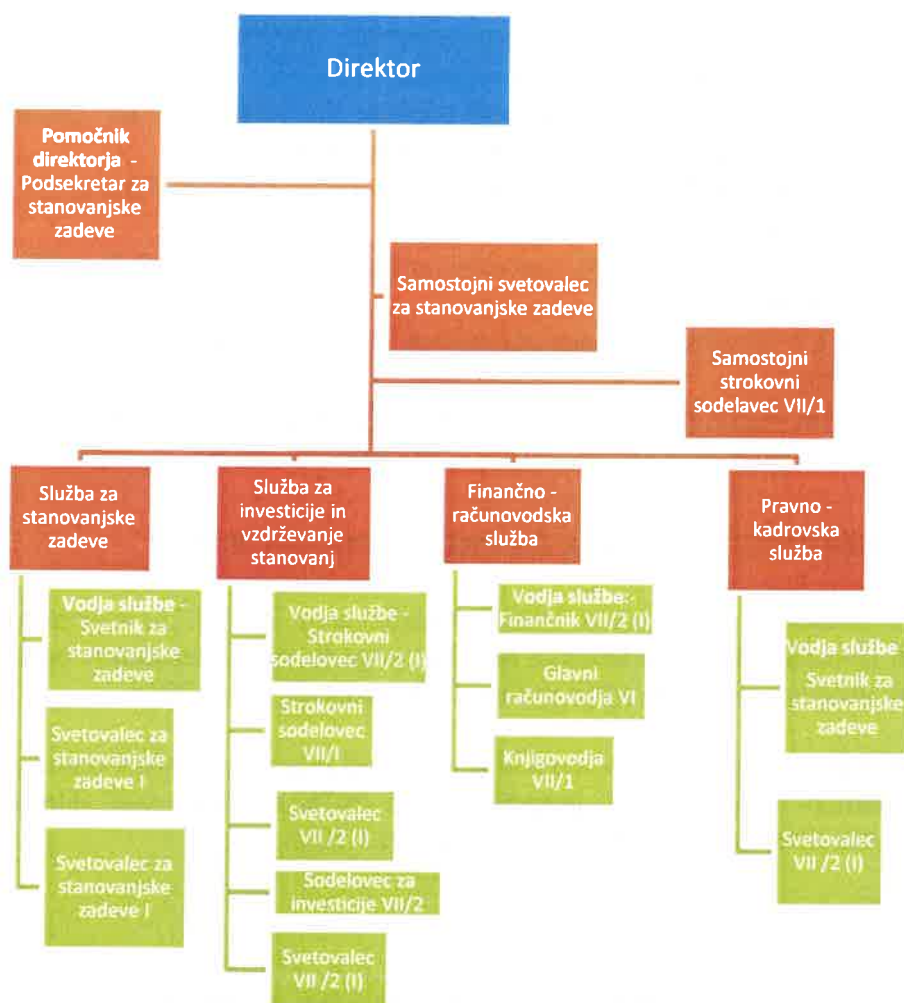 Direktor
Pomočnik
direktorja -
Podsekretar za
stanovanjske
zadeve
Samostojni svetovalec
za stanovanjske zadeve
Samostojni
strokovni
sodelavec VII/1
Služba za
stanovanjske
zadeve
Služba za
investicije in
vzdrževanje
stanovanj
Finančno -
računovodska
služba
Pravno -
kadrovska
služba
Vodja službe -
Svetnik za
stanovanjske
zadeve
Svetovalec za
stanovanjske
zadeve I
Svetovalec za
stanovanjske
zadeve I
Vodja službe -
Strokovni
sodelovec VII/2 (I)
Strokovni
sodelovec
VII/I
Svetovalec
VII /2 (I)
Sodelovec za
investicije VII/2
Svetovalec
VII /2 (I)
Vodja službe:-
Finančnik VII/2 (I)
Glavni
računovodja VI
Knjigovodja
VII/1
Vodja službe -
Svetnik za
stanovanjske
zadeve
Svetovalec
VII /2 (I)